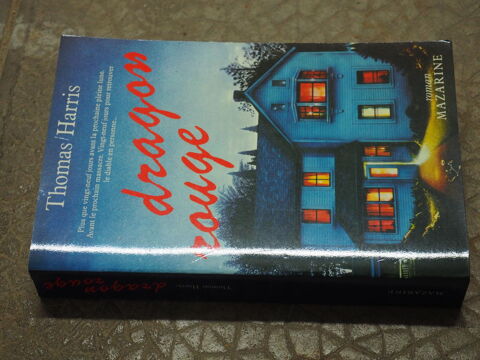 Thomas/Harris
Plus que vingt-neuf jours avant la prochaine pleine lune.
Avant le prochain massacre. Vingt-neuf jours pour retrouver
le diable en personne...
dragon
rouge
roman
MAZARINE
dragon
rouge
Thomas Harris
MAZARINE